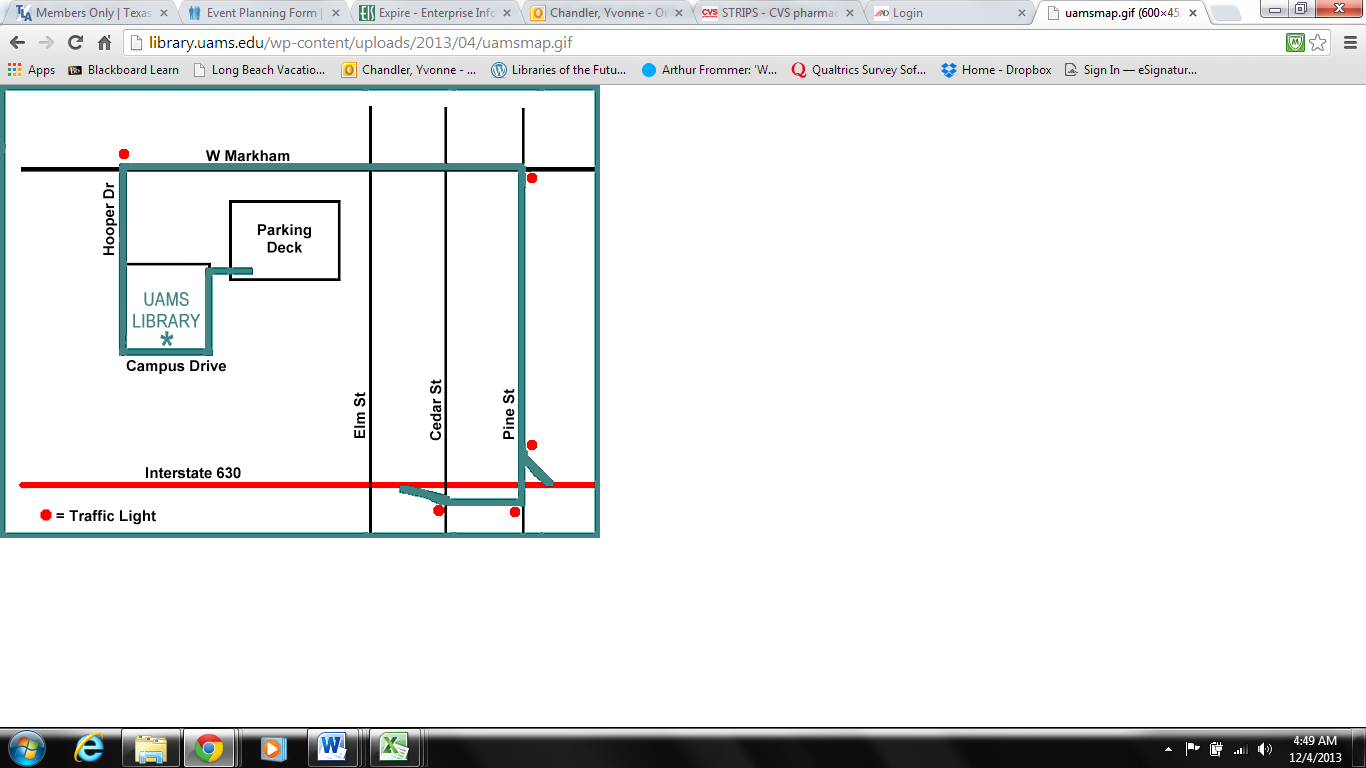 Members Only | Texas
Event Planning Form |
Expire - Enterprise Info
Chandler, Yvonne - Ou
STRIPS - CVS pharmac
Login
uamsmap.gif (600×45
library.uams.edu/wp-content/uploads/2013/04/uamsmap.gif
Apps
Blackboard Learn
Long Beach Vacatio...
Chandler, Yvonne - ...
Libraries of the Futu...
Arthur Frommer: 'W...
Qualtrics Survey Sof...
Home - Dropbox
Sign In — eSignatur...
W Markham
Hooper Dr
Parking
Deck
UAMS
LIBRARY
*
Campus Drive
Elm St
Cedar St
Pine St
Interstate 630
= Traffic Light
4:49 AM
12/4/2013